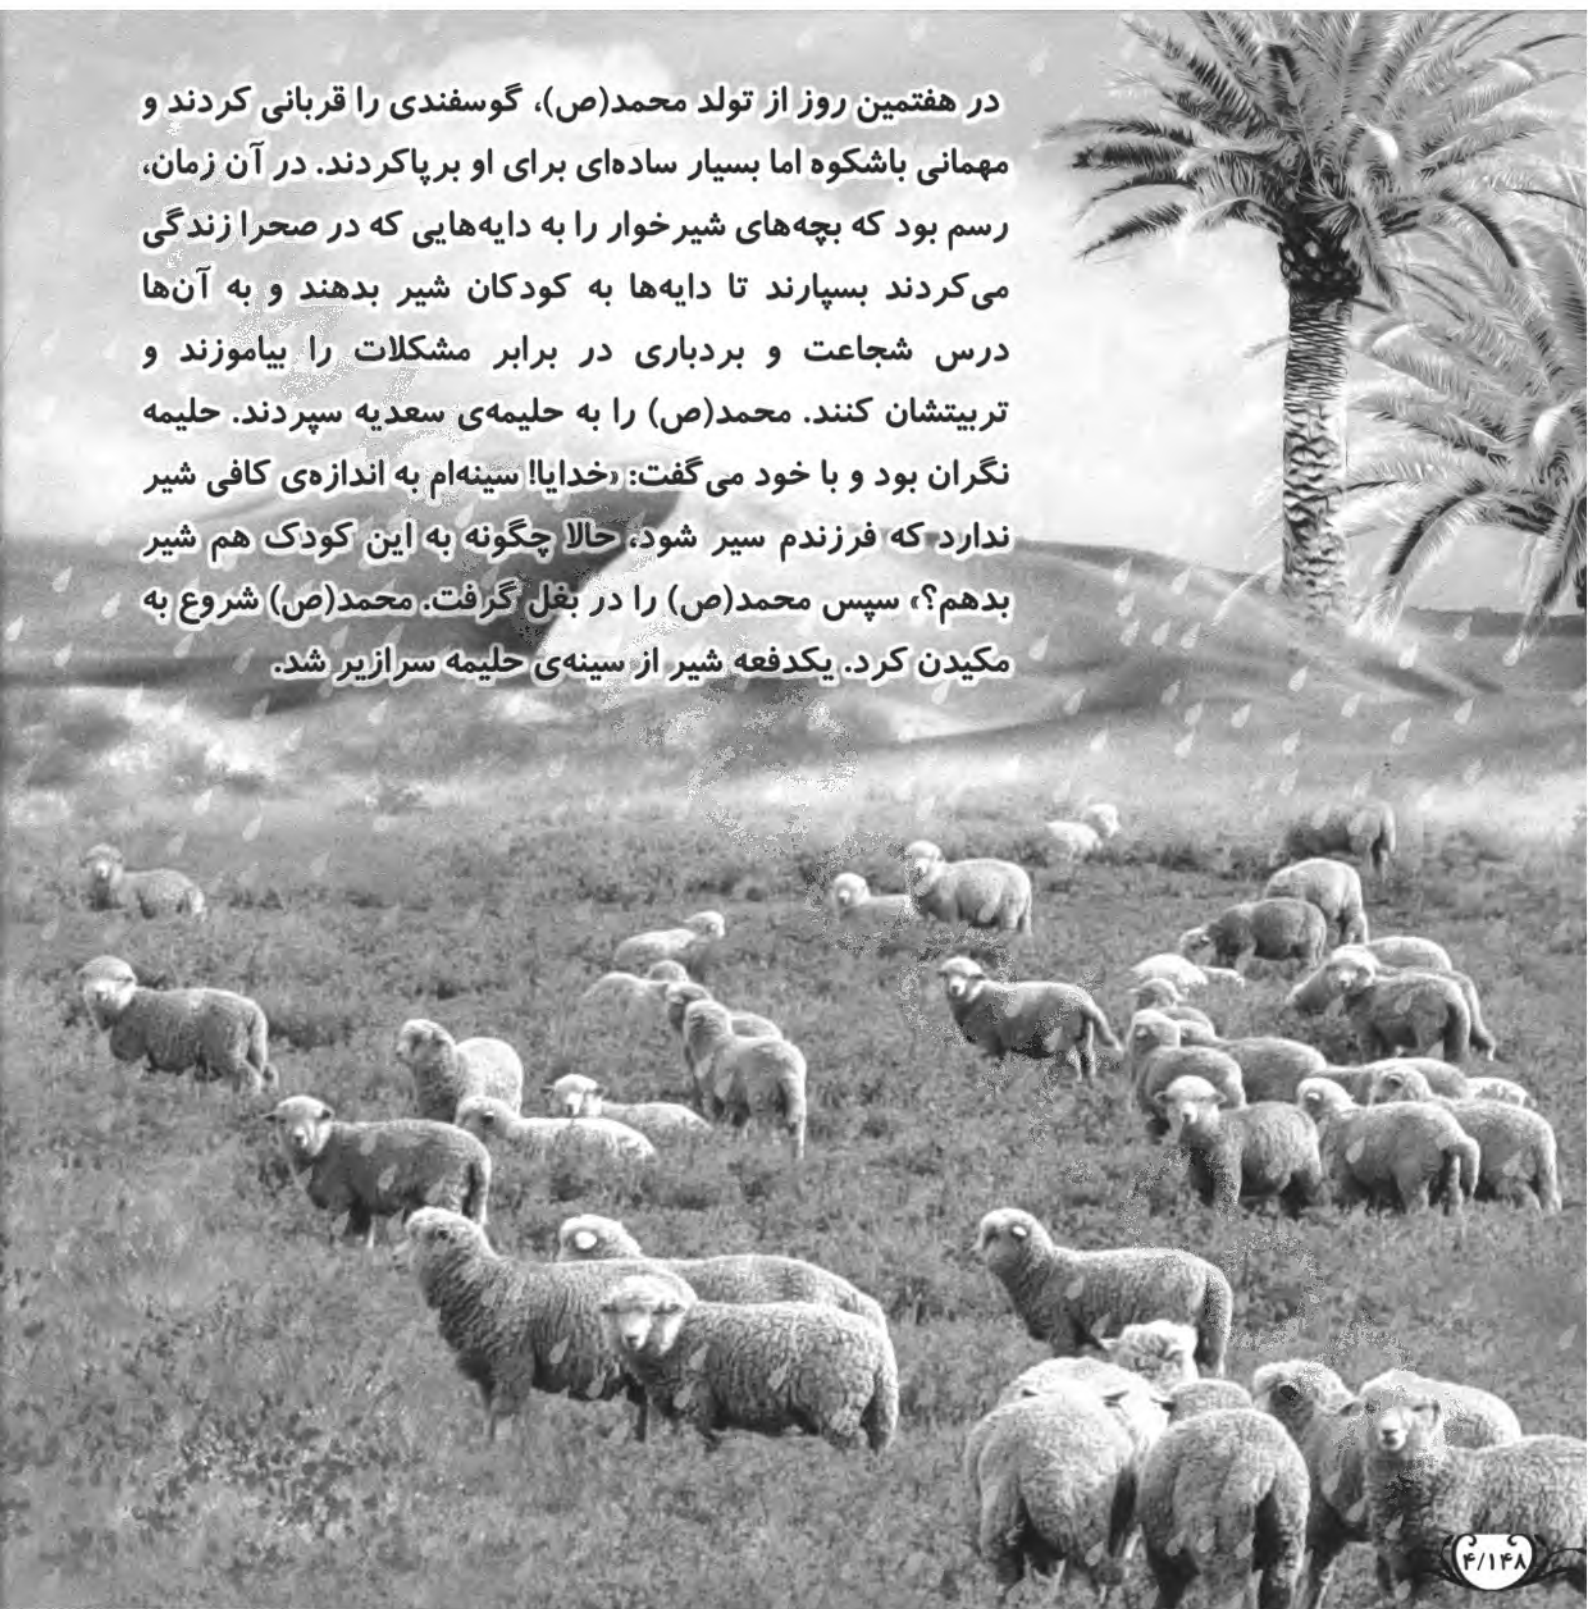 در هفتمین روز از تولد محمد(ص)، گوسفندی را قربانی کردند و
مهمانی باشکوه اما بسیار ساده‌ای برای او برپاکردند. در آن زمان،
رسم بود که بچه‌های شیرخوار را به دایه‌هایی که در صحرا زندگی
می‌کردند بسپارند تا دایه‌ها به کودکان شیر بدهند و به آن‌ها
درس شجاعت و بردباری در برابر مشکلات را بیاموزند و
تربیتشان کنند. محمد(ص) را به حلیمه‌ی سعدیه سپردند. حلیمه
نگران بود و با خود می‌گفت: «خدایا! سینه‌ام به اندازه‌ی کافی شیر
ندارد که فرزندم سیر شود، حالا چگونه به این کودک هم شیر
بدهم؟» سپس محمد(ص) را در بغل گرفت. محمد(ص) شروع به
مکیدن کرد. یکدفعه شیر از سینه‌ی حلیمه سرازیر شد.
۴/۱۴۸